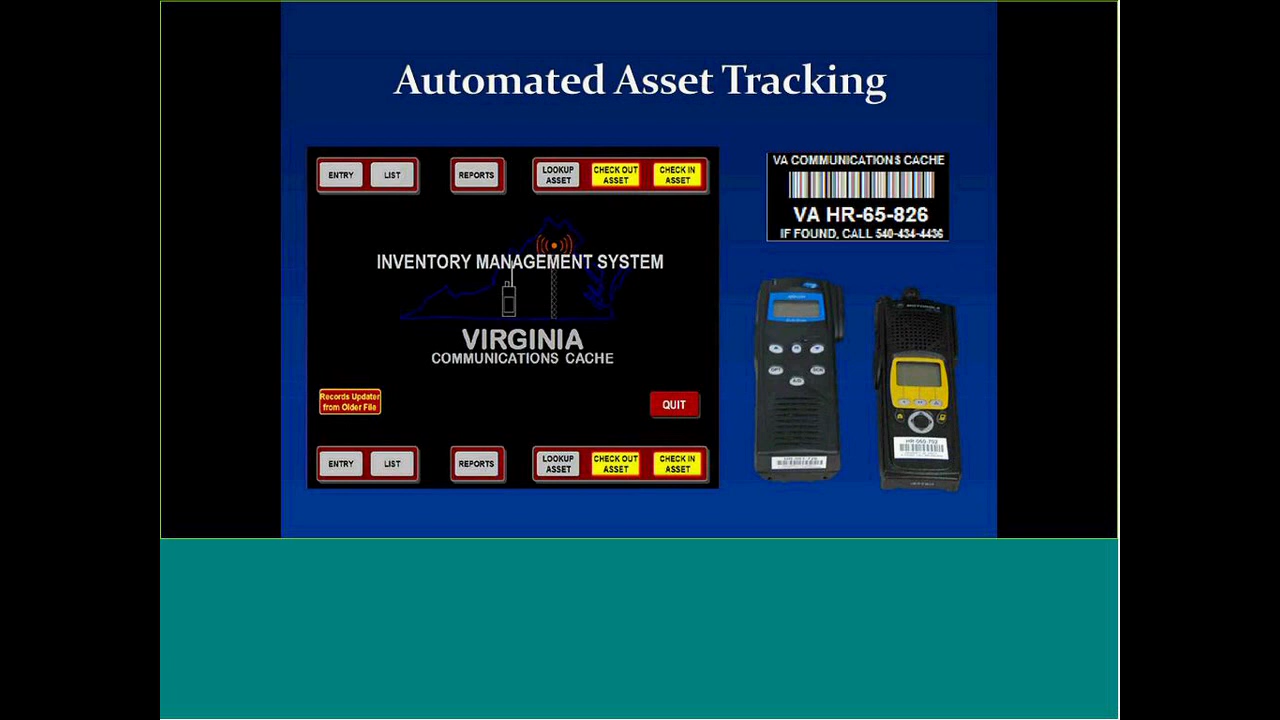 Automated Asset Tracking
ENTRY
LIST
REPORTS
LOOKUP
ASSET
CHECK OUT
ASSET
CHECK IN
ASSET
INVENTORY MANAGEMENT SYSTEM
VIRGINIA
COMMUNICATIONS CACHE
Records Updater
from Older File
QUIT
ENTRY
LIST
REPORTS
LOOKUP
ASSET
CHECK OUT
ASSET
CHECK IN
ASSET
VA COMMUNICATIONS CACHE
VA HR-65-826
IF FOUND, CALL 540-434-4436
MOTOROLA